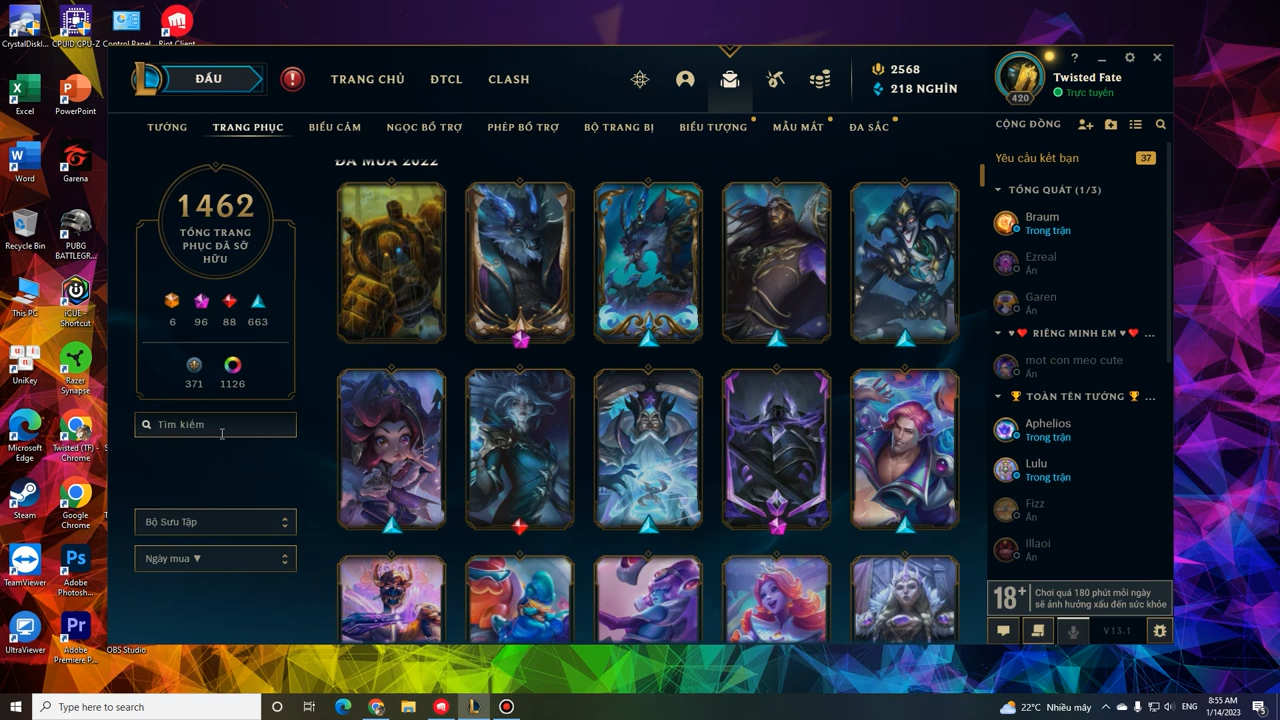 CrystalDiskI...
CPUID CPU-Z
Control Panel
Riot Client
Excel
PowerPoint
Word
Garena
Recycle Bin
PUBG
BATTLEGR...
This PC
iCUE -
Shortcut
UniKey
Razer
Synapse
Microsoft
Edge
Twisted (TF) -
Chrome
Steam
Google
Chrome
TeamViewer
Adobe
Photosh...
UltraViewer
Adobe
Premiere P...
OBS Studio
ĐẤU
TRANG CHỦ
ĐTCL
CLASH
2568
218 NGHÌN
420
Twisted Fate
Trực tuyến
TƯỚNG
TRANG PHỤC
BIỂU CẢM
NGỌC BỔ TRỢ
PHÉP BỔ TRỢ
BỘ TRANG BỊ
BIỂU TƯỢNG
MẪU MẮT
ĐA SẮC
CỘNG ĐỒNG
ĐÃ MUA 2022
1462
TỔNG TRANG
PHỤC ĐÃ SỞ
HỮU
6
96
88
663
371
1126
Tìm kiếm
Bộ Sưu Tập
Ngày mua ▼
Yêu cầu kết bạn
37
TỔNG QUÁT (1/3)
Braum
Trong trận
Ezreal
Ẩn
Garen
Ẩn
♥ ❤ RIÊNG MINH EM ♥ ❤ ...
mot con meo cute
Ẩn
🏆 TOÀN TÊN TƯỚNG 🏆 ...
Aphelios
Trong trận
Lulu
Trong trận
Fizz
Ẩn
Illaoi
Ẩn
18+
Chơi quá 180 phút mỗi ngày
sẽ ảnh hưởng xấu đến sức khỏe
V13.1
Type here to search
22°C Nhiều mây
ENG
8:55 AM
1/14/2023
5